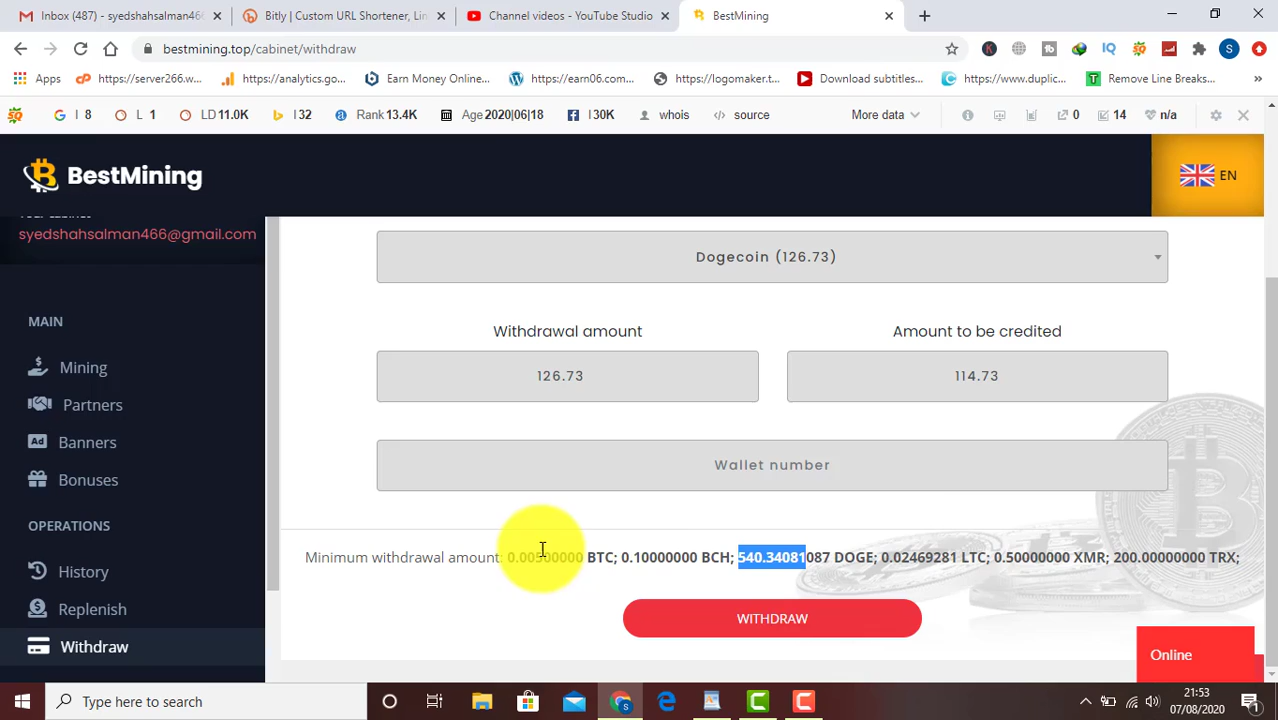 Inbox (487) - syedshahsalman46
Bitly | Custom URL Shortener, Lin
Channel videos - YouTube Studio
BestMining
bestmining.top/cabinet/withdraw
Apps
https://server266.w...
https://analytics.go...
Earn Money Online...
https://earn06.com/...
https://logomaker.t...
Download subtitles...
https://www.duplic...
Remove Line Breaks...
I 8
L 1
LD 11.0K
I 32
Rank 13.4K
Age 2020|06|18
I 30K
whois
source
More data
0
14
n/a
BestMining
EN
syedshahsalman466@gmail.com
Dogecoin (126.73)
MAIN
Withdrawal amount
Amount to be credited
Mining
126.73
114.73
Partners
Banners
Wallet number
Bonuses
OPERATIONS
Minimum withdrawal amount: 0.00500000 BTC; 0.10000000 BCH; 540.34081087 DOGE; 0.02469281 LTC; 0.50000000 XMR; 200.00000000 TRX;
History
Replenish
WITHDRAW
Withdraw
Online
Type here to search
21:53
07/08/2020